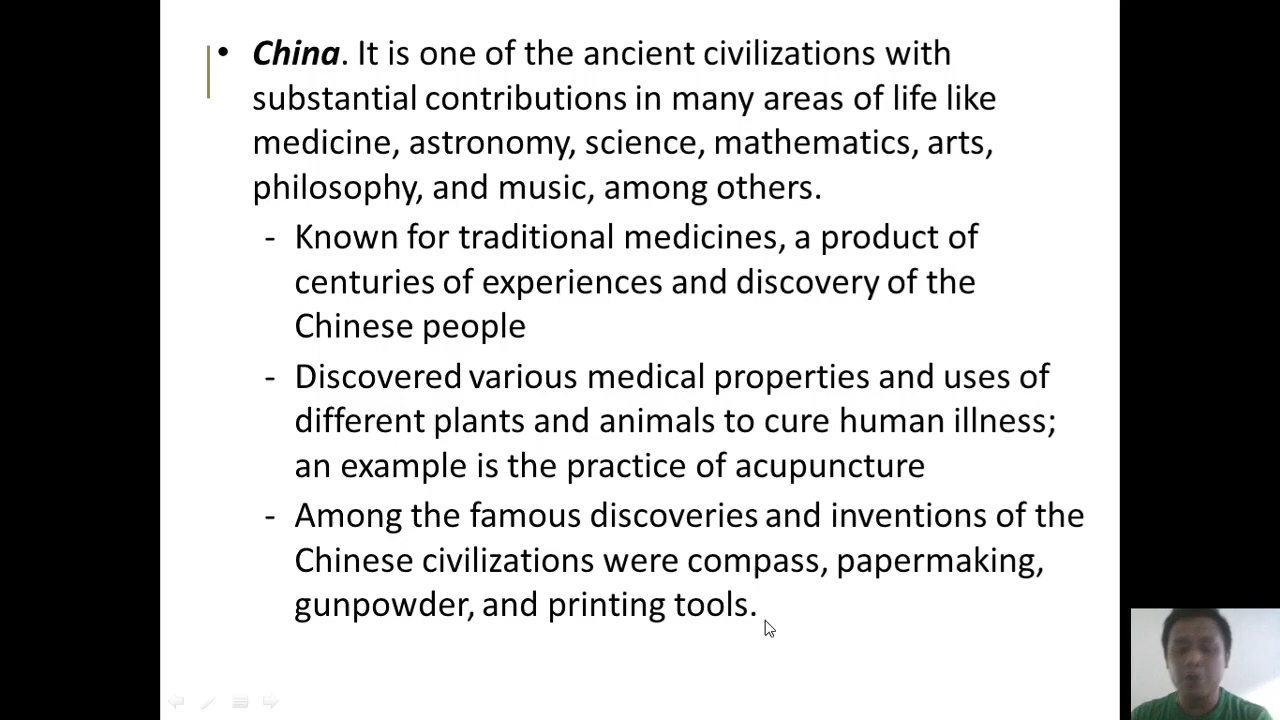 • China. It is one of the ancient civilizations with
substantial contributions in many areas of life like
medicine, astronomy, science, mathematics, arts,
philosophy, and music, among others.
- Known for traditional medicines, a product of
centuries of experiences and discovery of the
Chinese people
- Discovered various medical properties and uses of
different plants and animals to cure human illness;
an example is the practice of acupuncture
- Among the famous discoveries and inventions of the
Chinese civilizations were compass, papermaking,
gunpowder, and printing tools.